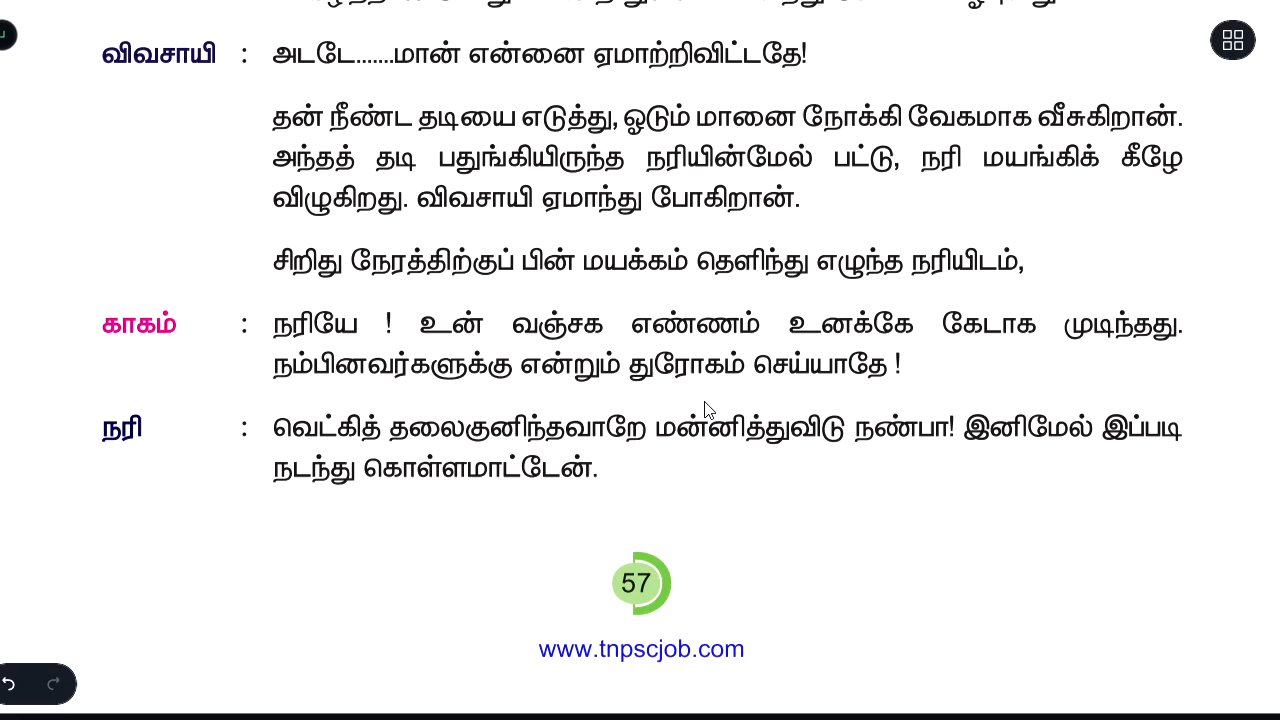 விவசாயி : அடடே.......மான் என்னை ஏமாற்றிவிட்டதே!
தன் நீண்ட தடியை எடுத்து, ஓடும் மானை நோக்கி வேகமாக வீசுகிறான்.
அந்தத் தடி பதுங்கியிருந்த நரியின்மேல் பட்டு, நரி மயங்கிக் கீழே
விழுகிறது. விவசாயி ஏமாந்து போகிறான்.
சிறிது நேரத்திற்குப் பின் மயக்கம் தெளிந்து எழுந்த நரியிடம்,
காகம் : நரியே ! உன் வஞ்சக எண்ணம் உனக்கே கேடாக முடிந்தது.
நம்பினவர்களுக்கு என்றும் துரோகம் செய்யாதே !
நரி : வெட்கித் தலைகுனிந்தவாறே மன்னித்துவிடு நண்பா! இனிமேல் இப்படி
நடந்து கொள்ளமாட்டேன்.
57
www.tnpscjob.com